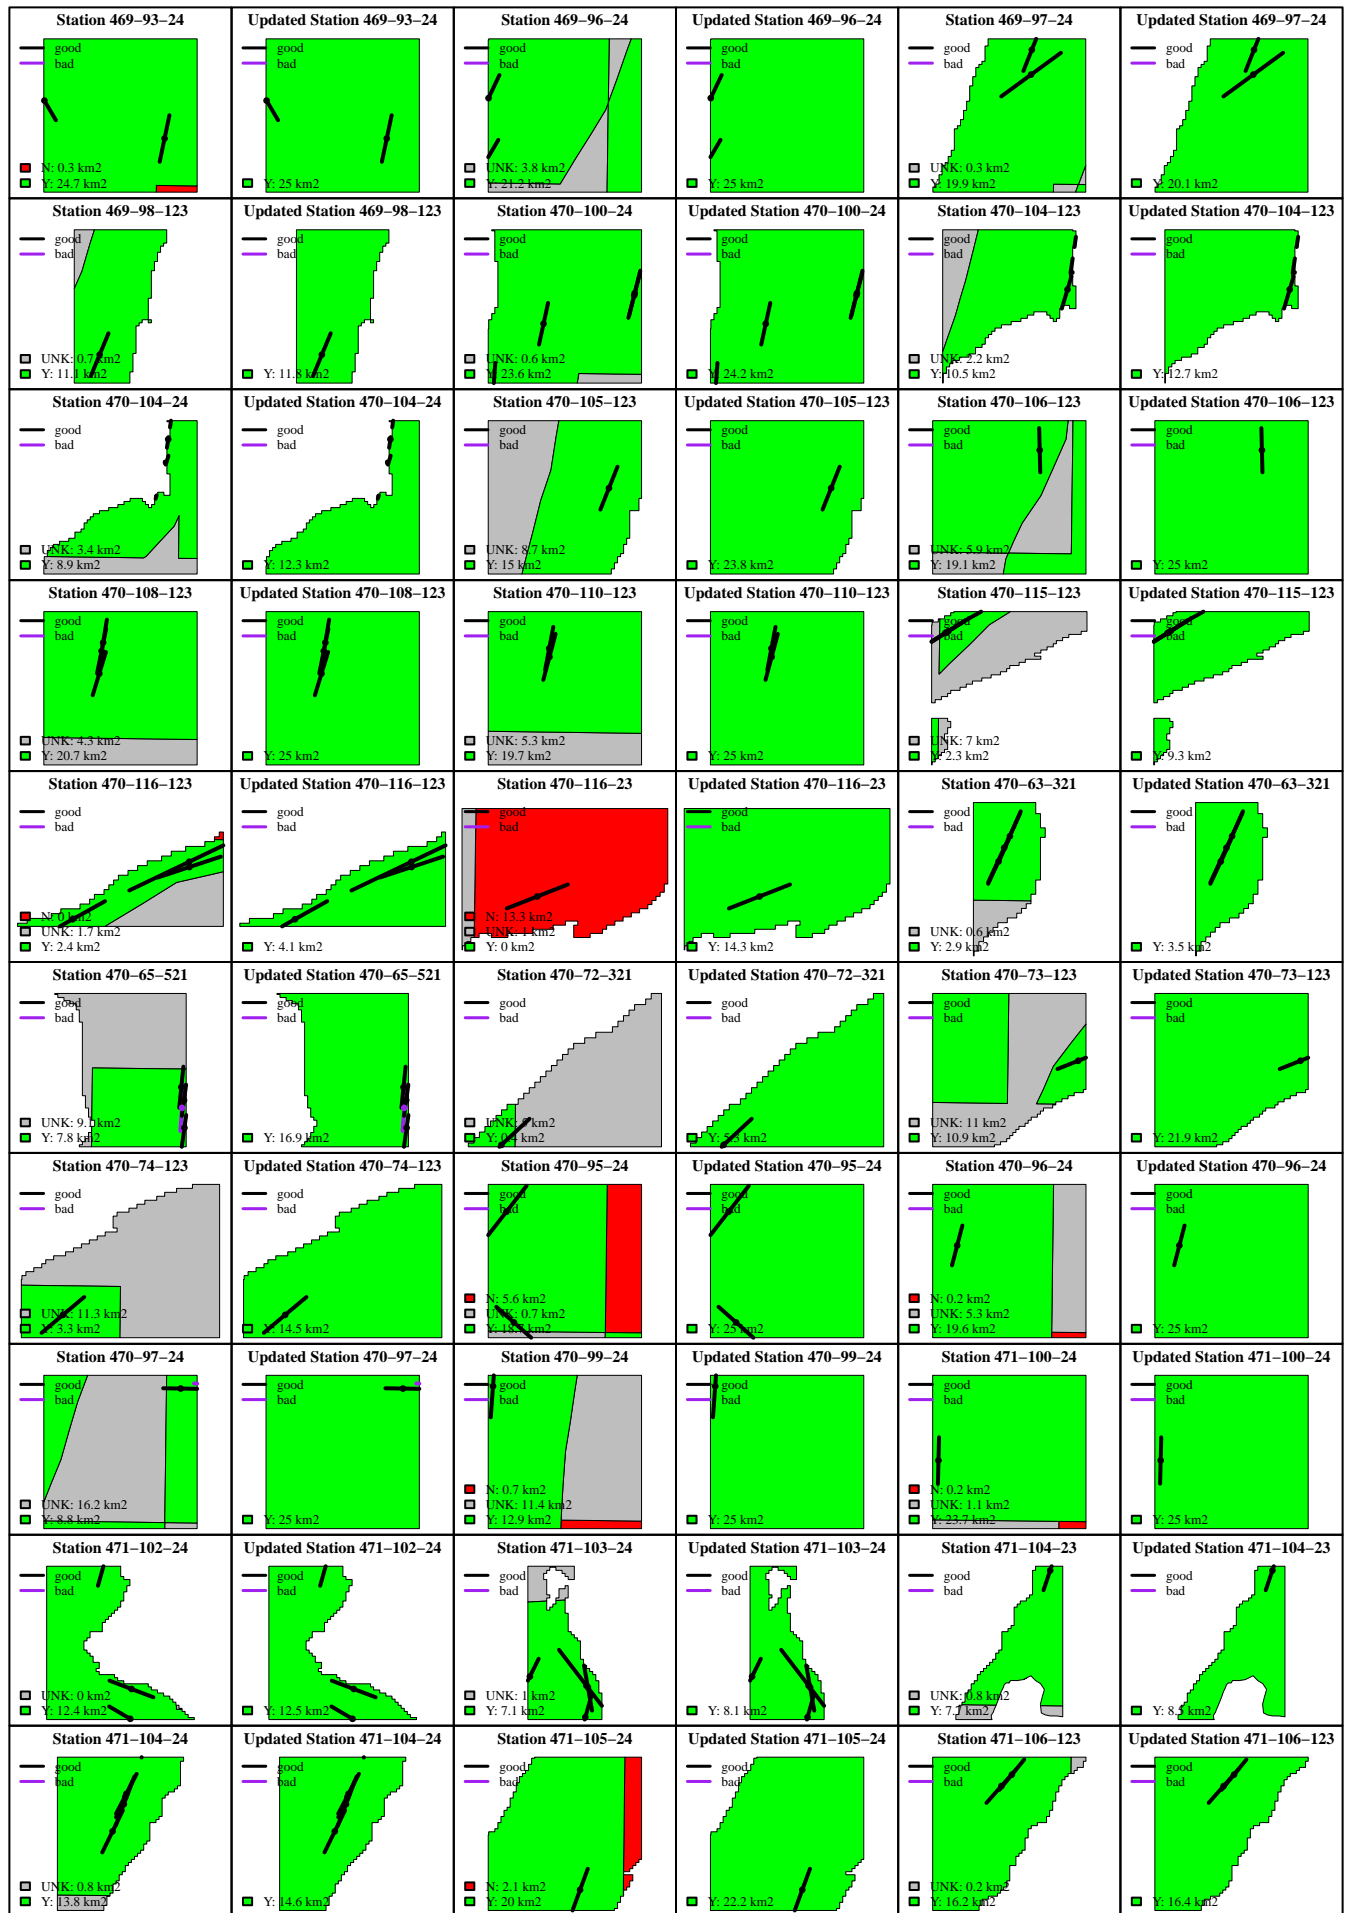 Station 469−93−24
good
bad
N: 0.3 km2
Y: 24.7 km2
Updated Station 469−93−24
good
bad
Y: 25 km2
Station 469−96−24
good
bad
UNK: 3.8 km2
Y: 21.2 km2
Updated Station 469−96−24
good
bad
Y: 25 km2
Station 469−97−24
good
bad
UNK: 0.3 km2
Y: 19.9 km2
Updated Station 469−97−24
good
bad
Y: 20.1 km2
Station 469−98−123
good
bad
UNK: 0.7 km2
Y: 11.1 km2
Updated Station 469−98−123
good
bad
Y: 11.8 km2
Station 470−100−24
good
bad
UNK: 0.6 km2
Y: 23.6 km2
Updated Station 470−100−24
good
bad
Y: 24.2 km2
Station 470−104−123
good
bad
UNK: 2.2 km2
Y: 10.5 km2
Updated Station 470−104−123
good
bad
Y: 12.7 km2
Station 470−104−24
good
bad
UNK: 3.4 km2
Y: 8.9 km2
Updated Station 470−104−24
good
bad
Y: 12.3 km2
Station 470−105−123
good
bad
UNK: 8.7 km2
Y: 15 km2
Updated Station 470−105−123
good
bad
Y: 23.8 km2
Station 470−106−123
good
bad
UNK: 5.9 km2
Y: 19.1 km2
Updated Station 470−106−123
good
bad
Y: 25 km2
Station 470−108−123
good
bad
UNK: 4.3 km2
Y: 20.7 km2
Updated Station 470−108−123
good
bad
Y: 25 km2
Station 470−110−123
good
bad
UNK: 5.3 km2
Y: 19.7 km2
Updated Station 470−110−123
good
bad
Y: 25 km2
Station 470−115−123
good
bad
UNK: 7 km2
Y: 2.3 km2
Updated Station 470−115−123
good
bad
Y: 9.3 km2
Station 470−116−123
good
bad
N: 0 km2
UNK: 1.7 km2
Y: 2.4 km2
Updated Station 470−116−123
good
bad
Y: 4.1 km2
Station 470−116−23
good
bad
N: 13.3 km2
UNK: 1 km2
Y: 0 km2
Updated Station 470−116−23
good
bad
Y: 14.3 km2
Station 470−63−321
good
bad
UNK: 0.6 km2
Y: 2.9 km2
Updated Station 470−63−321
good
bad
Y: 3.5 km2
Station 470−65−521
good
bad
UNK: km2
Y: 7.8 km2
Updated Station 470−65−521
good
bad
Y: 16.9 km2
Station 470−72−321
good
bad
UNK: km2
Y: km2
Updated Station 470−72−321
good
bad
Y: 5.3 km2
Station 470−73−123
good
bad
UNK: 11 km2
Y: 10.9 km2
Updated Station 470−73−123
good
bad
Y: 21.9 km2
Station 470−74−123
good
bad
UNK: 11.3 km2
Y: 3.3 km2
Updated Station 470−74−123
good
bad
Y: 14.5 km2
Station 470−95−24
good
bad
N: 5.6 km2
UNK: 0.7 km2
Y: 18.7 km2
Updated Station 470−95−24
good
bad
Y: 25 km2
Station 470−96−24
good
bad
N: 0.2 km2
UNK: 5.3 km2
Y: 19.6 km2
Updated Station 470−96−24
good
bad
Y: 25 km2
Station 470−97−24
good
bad
UNK: 16.2 km2
Y: 8.8 km2
Updated Station 470−97−24
good
bad
Y: 25 km2
Station 470−99−24
good
bad
N: 0.7 km2
UNK: 11.4 km2
Y: 12.9 km2
Updated Station 470−99−24
good
bad
Y: 25 km2
Station 471−100−24
good
bad
N: 0.2 km2
UNK: 1.1 km2
Y: 23.7 km2
Updated Station 471−100−24
good
bad
Y: 25 km2
Station 471−102−24
good
bad
UNK: 0 km2
Y: 12.4 km2
Updated Station 471−102−24
good
bad
Y: 12.5 km2
Station 471−103−24
good
bad
UNK: 1 km2
Y: 7.1 km2
Updated Station 471−103−24
good
bad
Y: 8.1 km2
Station 471−104−23
good
bad
UNK: 0.8 km2
Y: 7.7 km2
Updated Station 471−104−23
good
bad
Y: 8.5 km2
Station 471−104−24
good
bad
UNK: 0.8 km2
Y: 13.8 km2
Updated Station 471−104−24
good
bad
Y: 14.6 km2
Station 471−105−24
good
bad
N: 2.1 km2
Y: 20 km2
Updated Station 471−105−24
good
bad
Y: 22.2 km2
Station 471−106−123
good
bad
UNK: 0.2 km2
Y: 16.2 km2
Updated Station 471−106−123
good
bad
Y: 16.4 km2